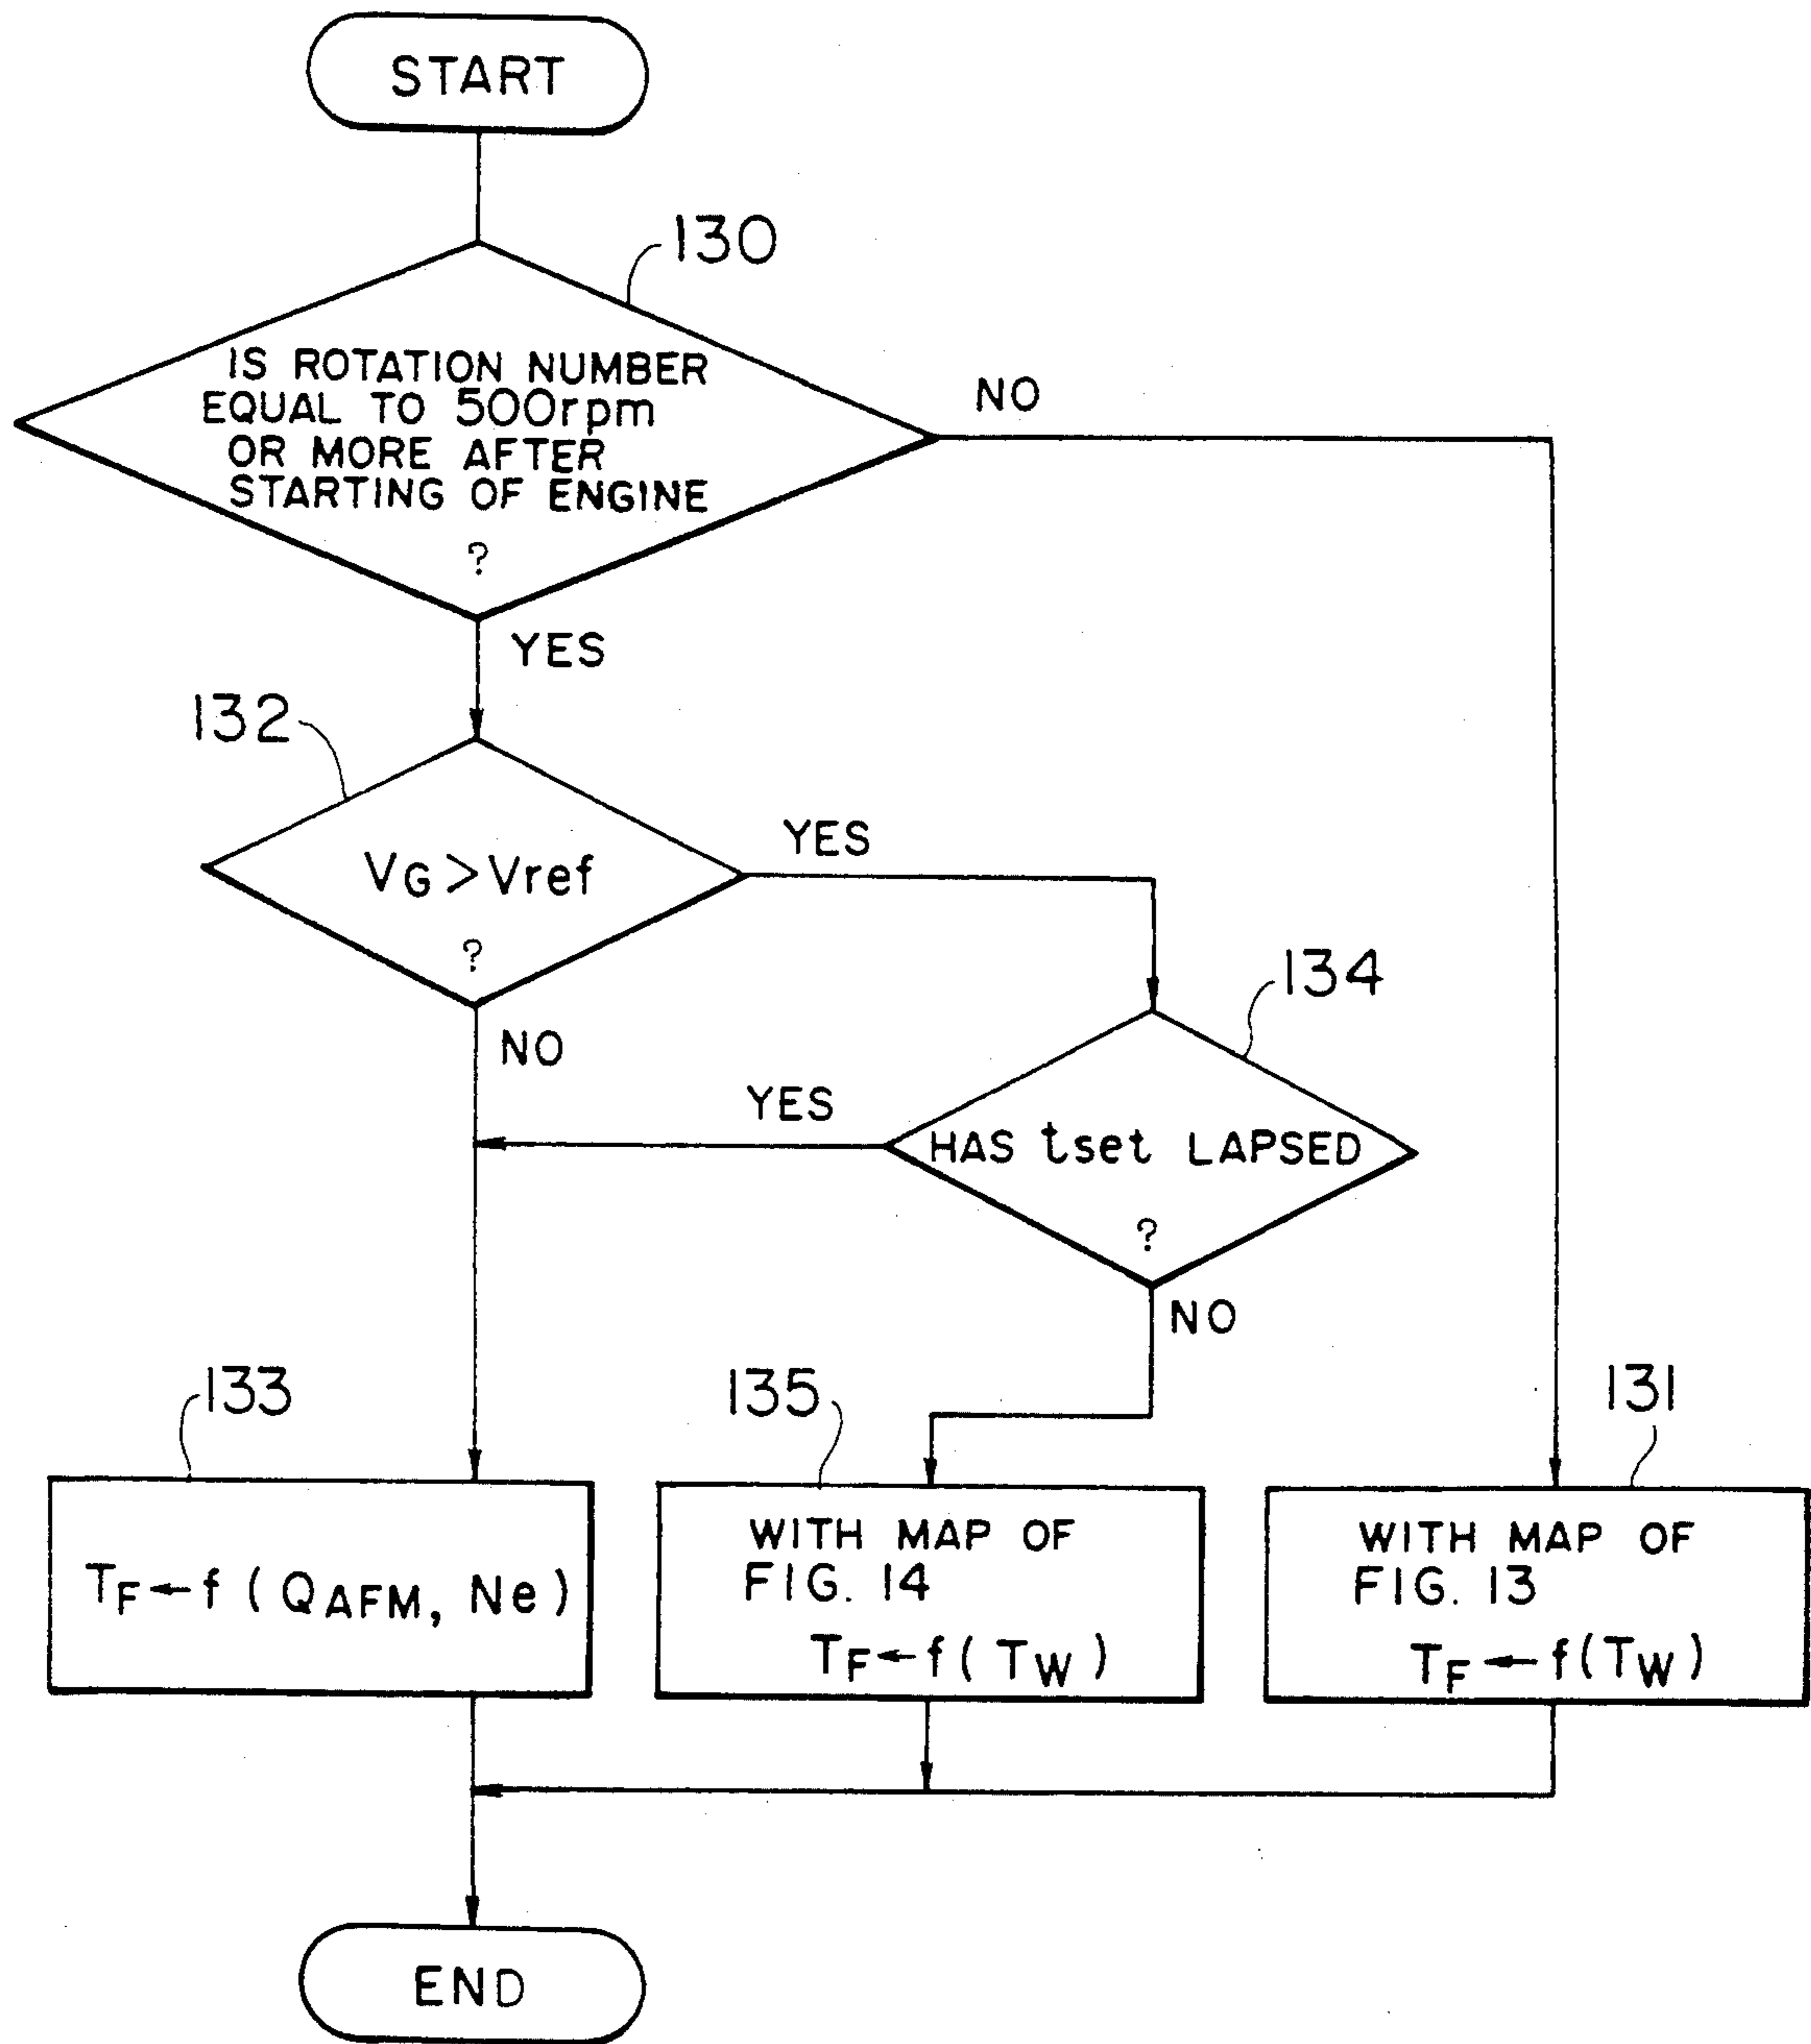 START
130
IS ROTATION NUMBER
EQUAL TO 500rpm
OR MORE AFTER
STARTING OF ENGINE
?
NO
YES
132
VG > Vref
?
YES
NO
134
HAS tset LAPSED
?
YES
NO
133
TF ← f ( QAFM, Ne )
135
WITH MAP OF
FIG. 14
TF ← f ( TW )
131
WITH MAP OF
FIG. 13
TF ← f ( TW )
END